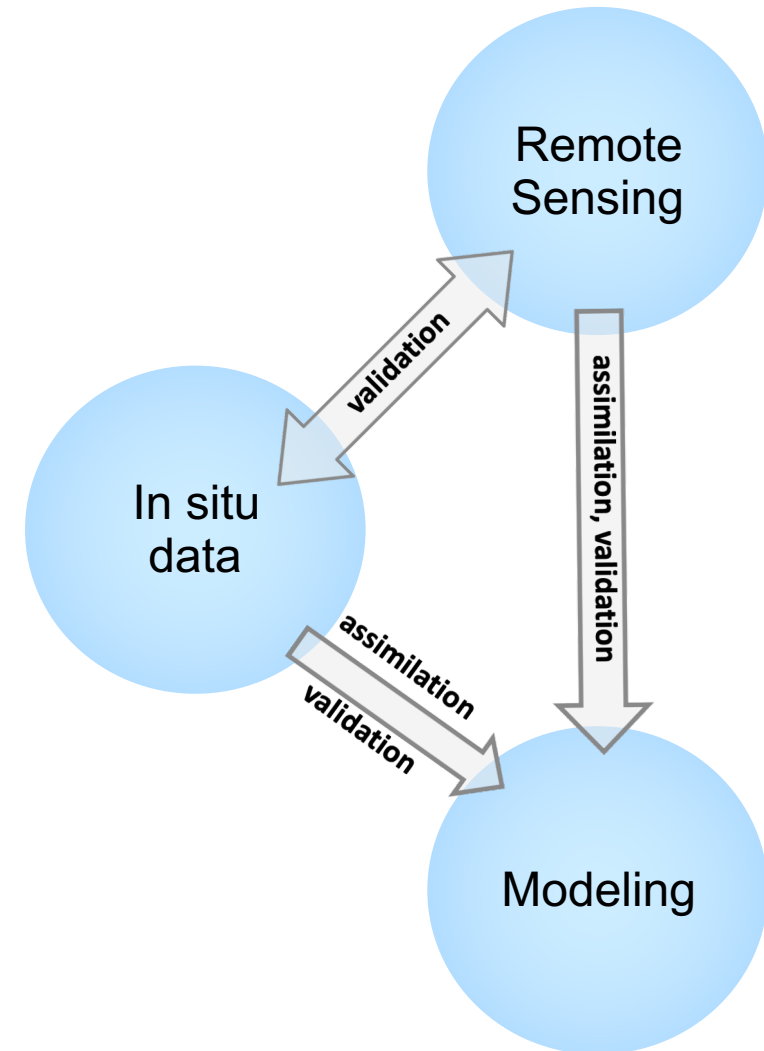 Remote
Sensing
validation
assimilation, validation
In situ
data
assimilation
validation
Modeling